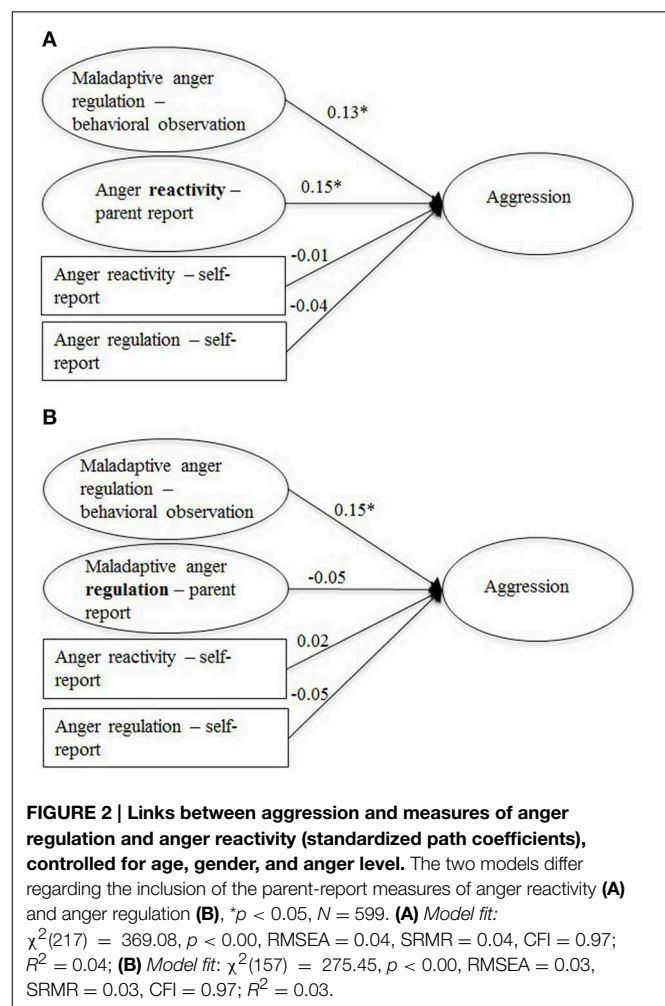 A
Maladaptive anger
regulation –
behavioral observation
0.13*
Anger reactivity –
parent report
0.15*
Aggression
Anger reactivity – self-
report
-0.01
Anger regulation – self-
report
-0.04
B
Maladaptive anger
regulation –
behavioral observation
0.15*
Maladaptive anger
regulation – parent
report
-0.05
Aggression
Anger reactivity – self-
report
0.02
Anger regulation – self-
report
-0.05
FIGURE 2 | Links between aggression and measures of anger
regulation and anger reactivity (standardized path coefficients),
controlled for age, gender, and anger level. The two models differ
regarding the inclusion of the parent-report measures of anger reactivity (A)
and anger regulation (B), *p < 0.05, N = 599. (A) Model fit:
χ²(217) = 369.08, p < 0.00, RMSEA = 0.04, SRMR = 0.04, CFI = 0.97;
R² = 0.04; (B) Model fit: χ²(157) = 275.45, p < 0.00, RMSEA = 0.03,
SRMR = 0.03, CFI = 0.97; R² = 0.03.